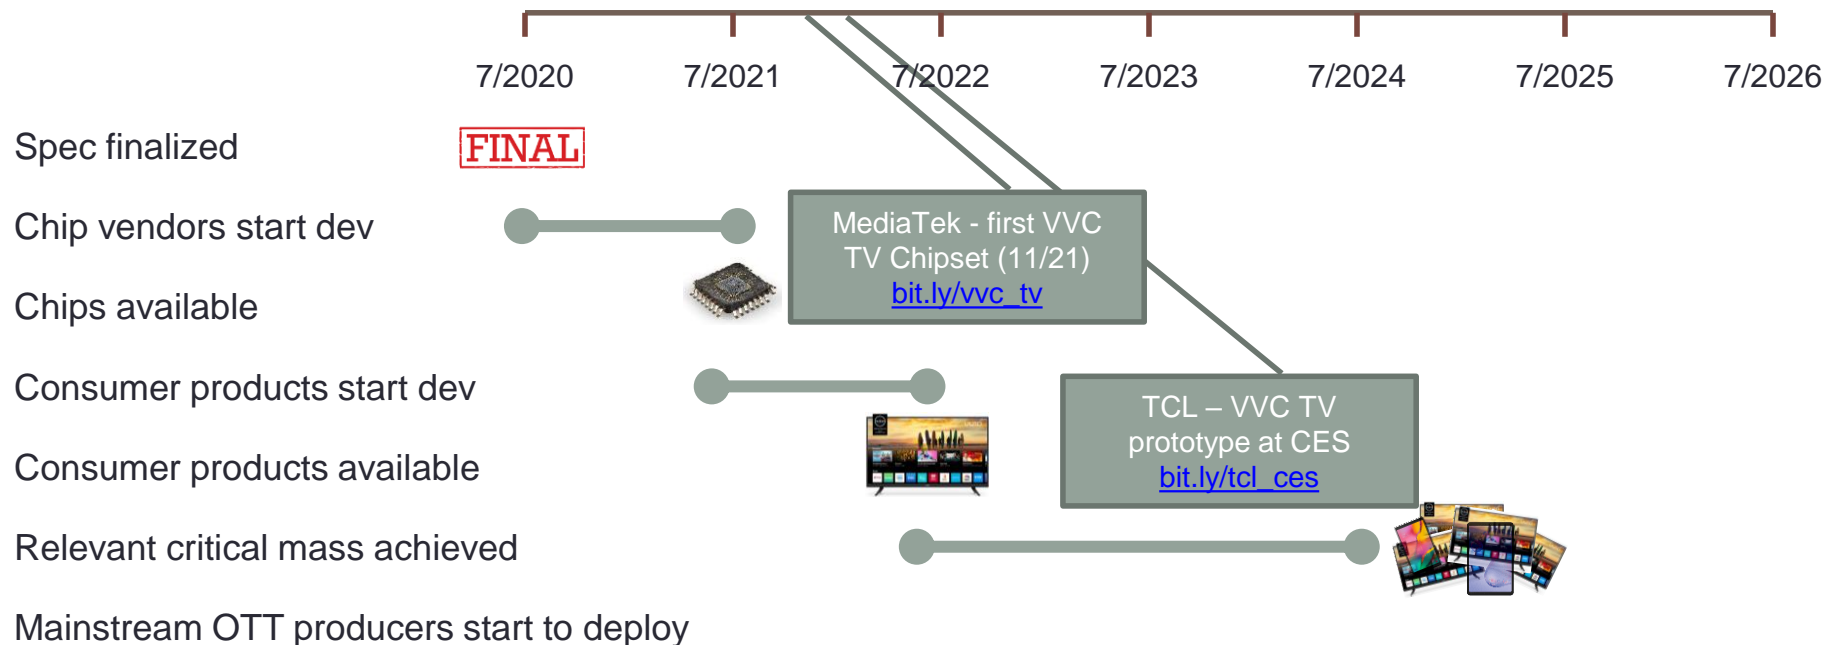 7/2020 7/2021 7/2022 7/2023 7/2024 7/2025 7/2026
Spec finalized
FINAL
Chip vendors start dev
MediaTek - first VVC
TV Chipset (11/21)
bit.ly/vvc_tv
Chips available
Consumer products start dev
TCL – VVC TV
prototype at CES
bit.ly/tcl_ces
Consumer products available
Relevant critical mass achieved
Mainstream OTT producers start to deploy